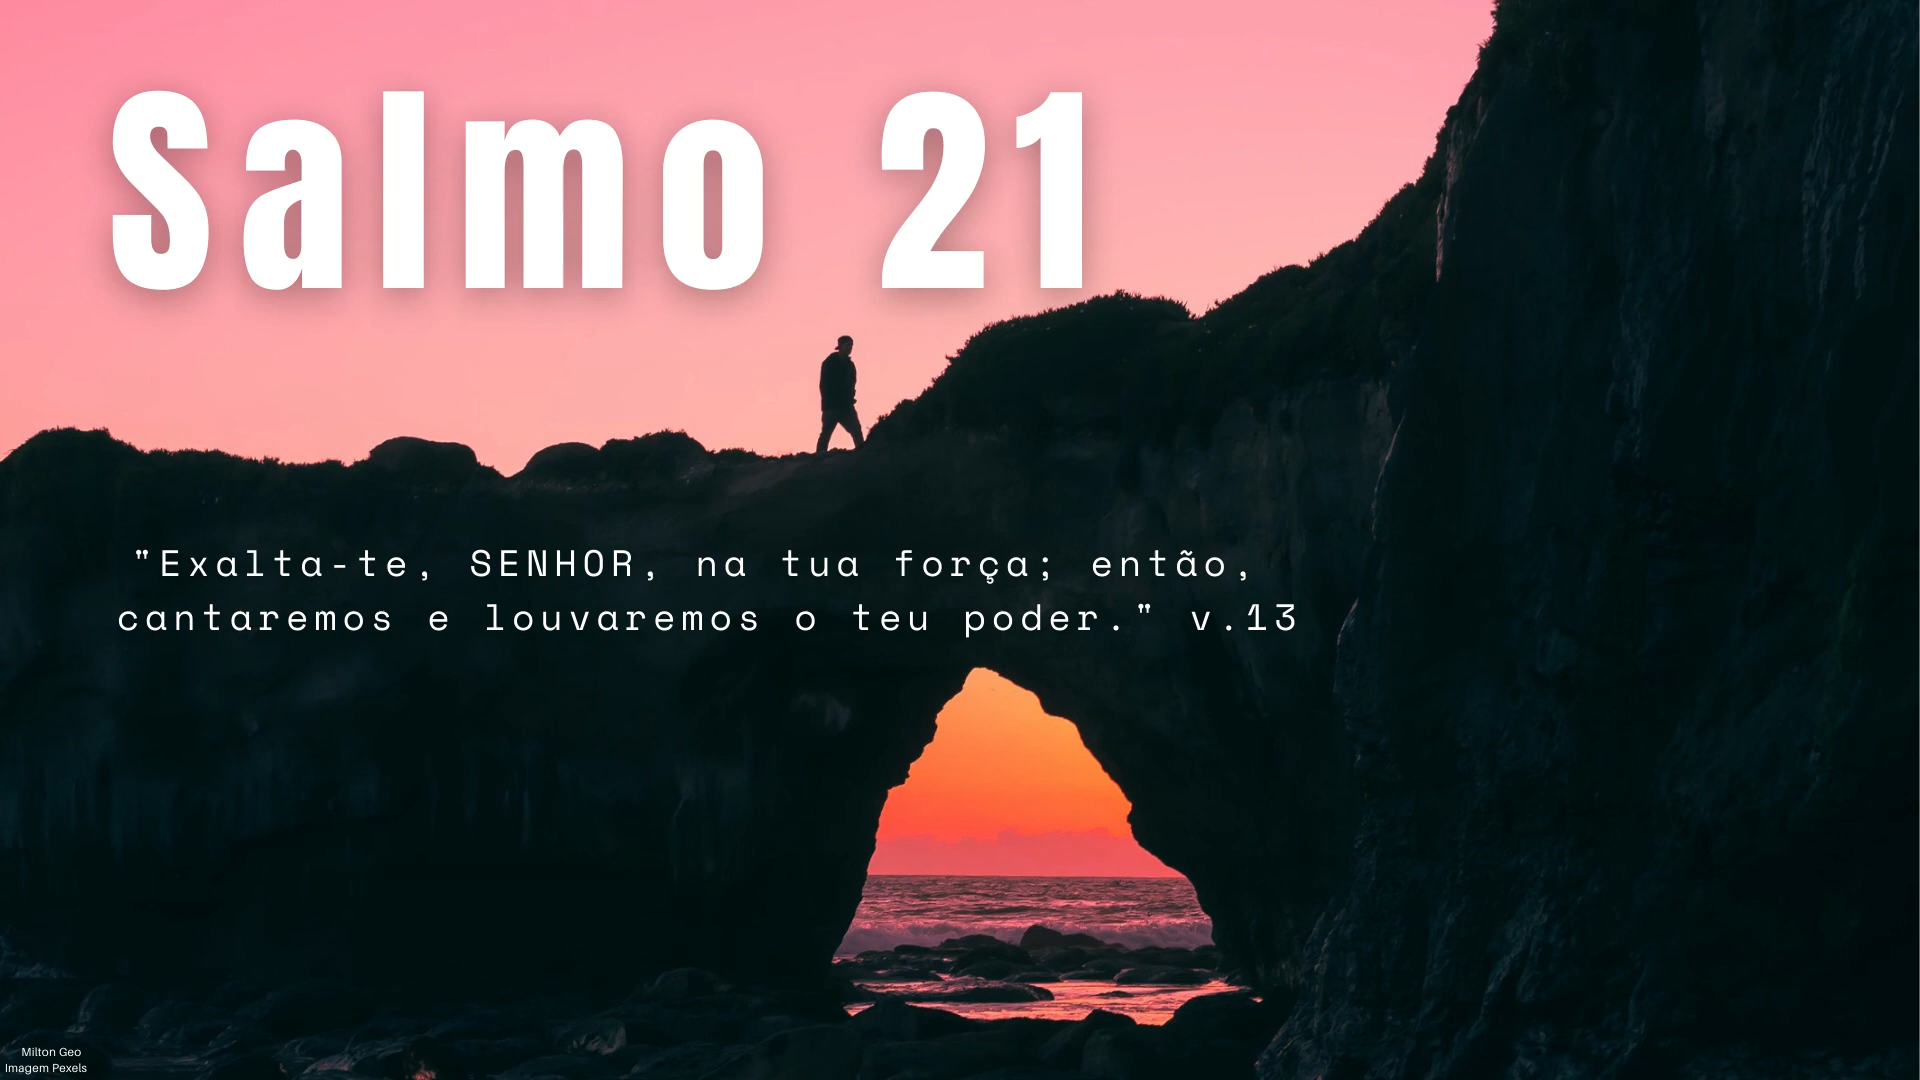 Salmo 21
"Exalta-te, SENHOR, na tua força; então,
cantaremos e louvaremos o teu poder." v.13
Milton Geo
Imagem Pexels